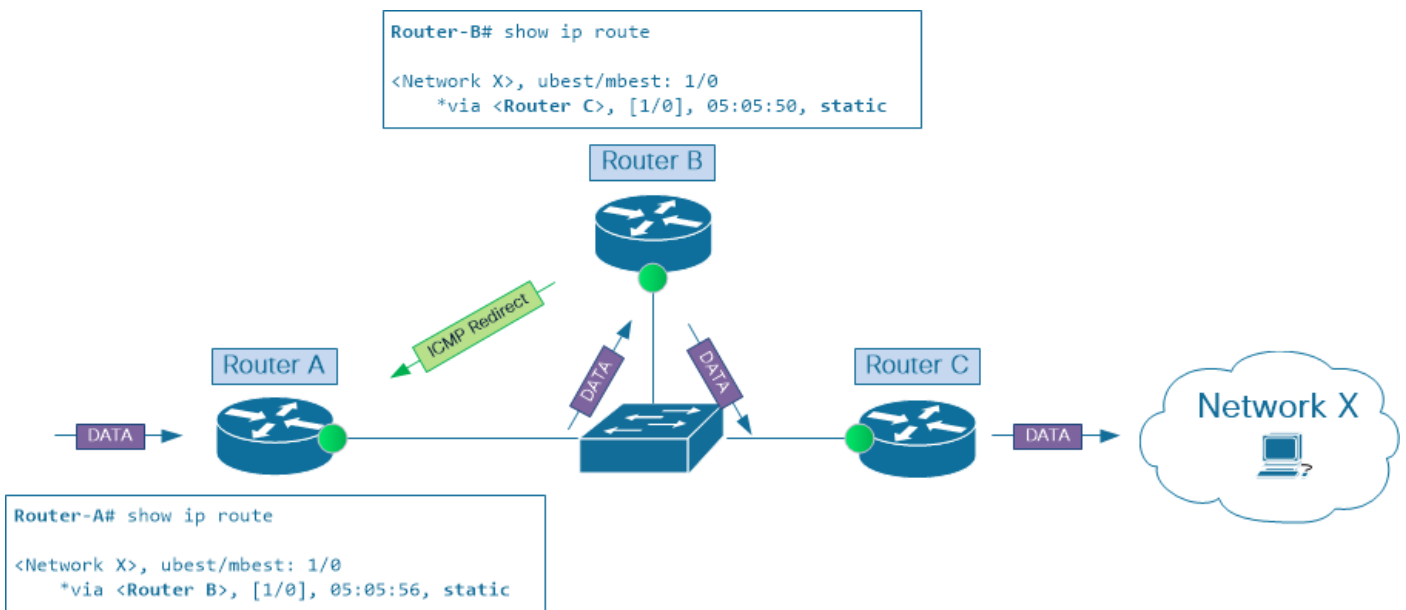 Router-B# show ip route
<Network X>, ubest/mbest: 1/0
*via <Router C>, [1/0], 05:05:50, static
Router B
ICMP Redirect
DATA
DATA
Router A
Router C
DATA
DATA
Network X
?
Router-A# show ip route
<Network X>, ubest/mbest: 1/0
*via <Router B>, [1/0], 05:05:56, static